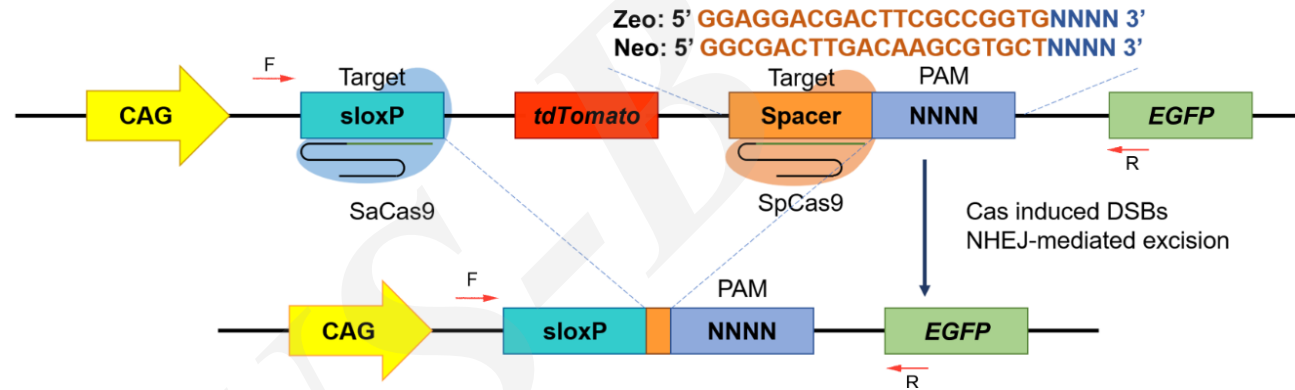 Zeo: 5’ GGAGGACGACTTCGCCGGTGNNNN 3’
Neo: 5’ GGCGACTTGACAAGCGTGCTNNNN 3’
F
Target
Target
PAM
CAG
sloxP
tdTomato
Spacer
NNNN
EGFP
R
SaCas9
SpCas9
Cas induced DSBs
NHEJ-mediated excision
F
PAM
CAG
sloxP
NNNN
EGFP
R